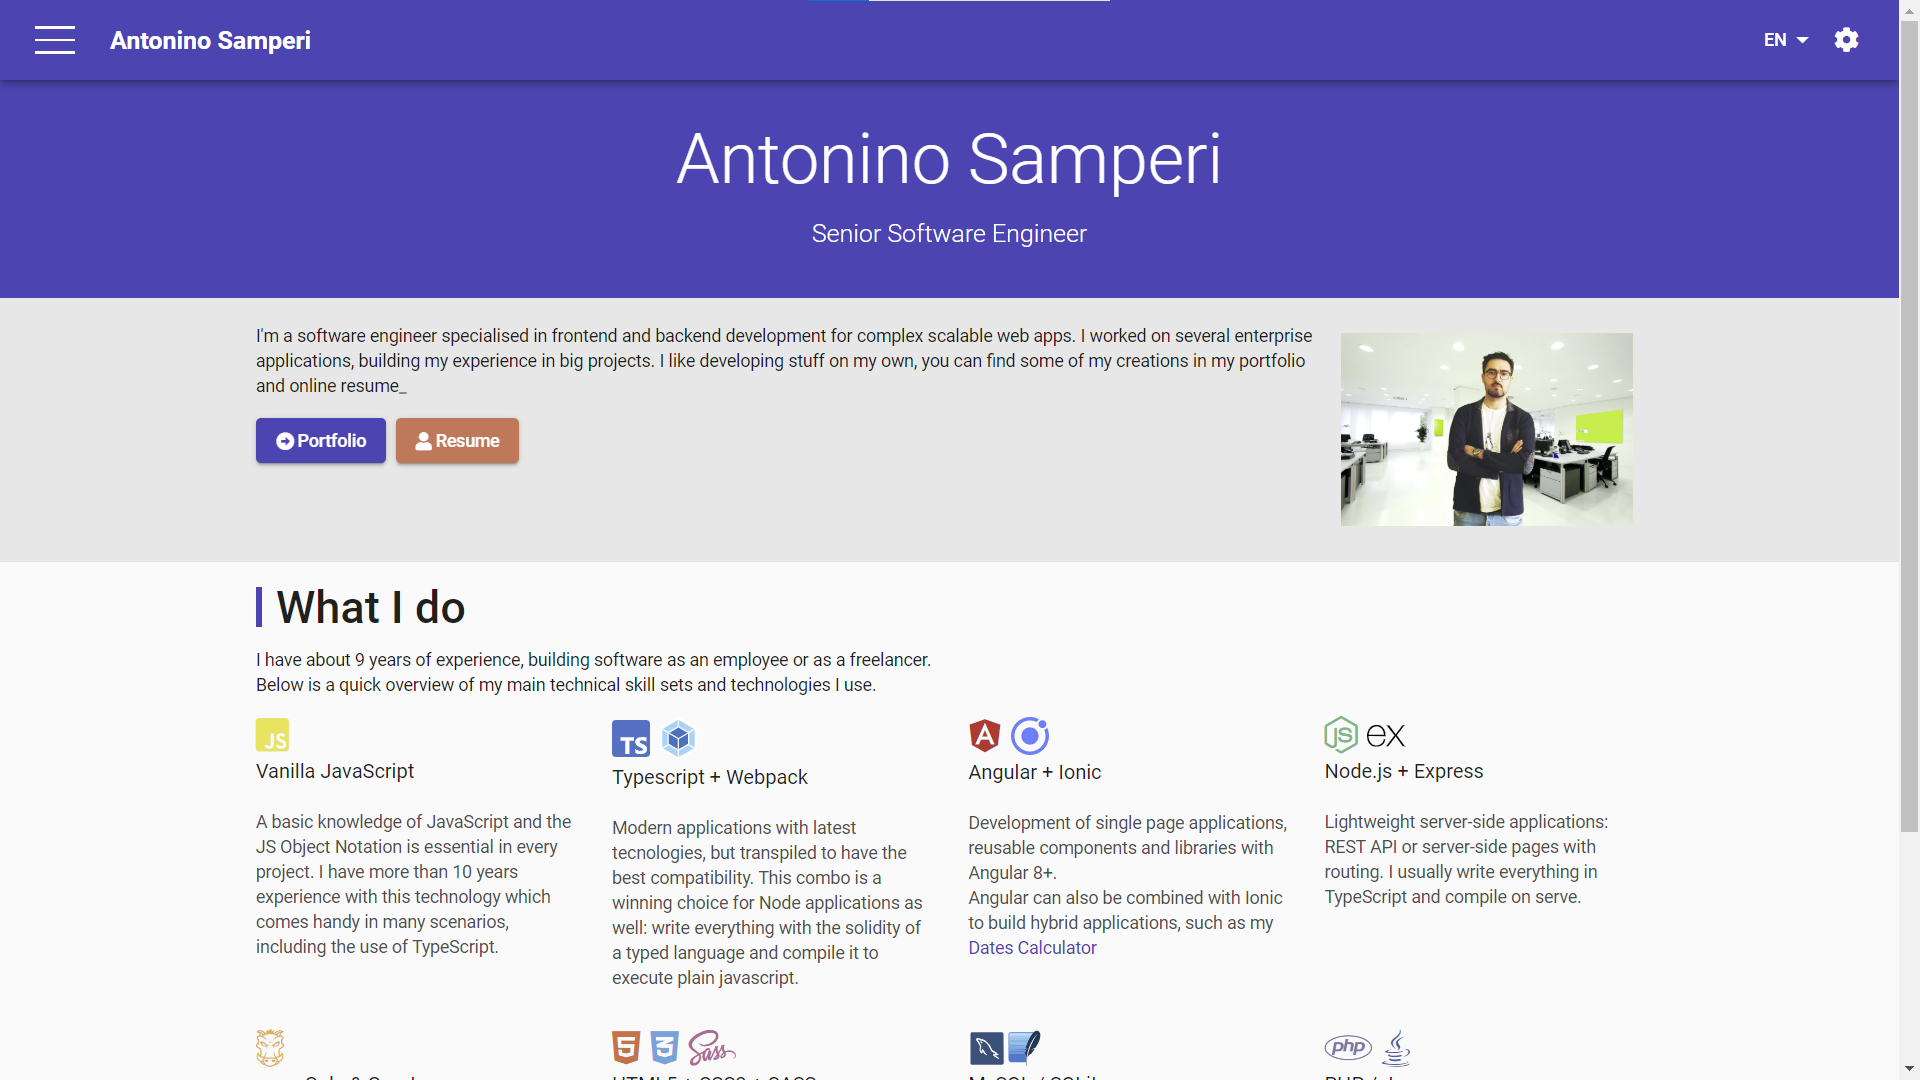 Antonino Samperi
EN
Antonino Samperi
Senior Software Engineer
I'm a software engineer specialised in frontend and backend development for complex scalable web apps. I worked on several enterprise
applications, building my experience in big projects. I like developing stuff on my own, you can find some of my creations in my portfolio
and online resume_
Portfolio
Resume
What I do
I have about 9 years of experience, building software as an employee or as a freelancer.
Below is a quick overview of my main technical skill sets and technologies I use.
JS
Vanilla JavaScript
A basic knowledge of JavaScript and the
JS Object Notation is essential in every
project. I have more than 10 years
experience with this technology which
comes handy in many scenarios,
including the use of TypeScript.
TS
Typescript + Webpack
Modern applications with latest
tecnologies, but transpiled to have the
best compatibility. This combo is a
winning choice for Node applications as
well: write everything with the solidity of
a typed language and compile it to
execute plain javascript.
A
Angular + Ionic
Development of single page applications,
reusable components and libraries with
Angular 8+.
Angular can also be combined with Ionic
to build hybrid applications, such as my
Dates Calculator
JS ex
Node.js + Express
Lightweight server-side applications:
REST API or server-side pages with
routing. I usually write everything in
TypeScript and compile on serve.
5 3 Sass
HTML5 + CSS3 + SASS
php